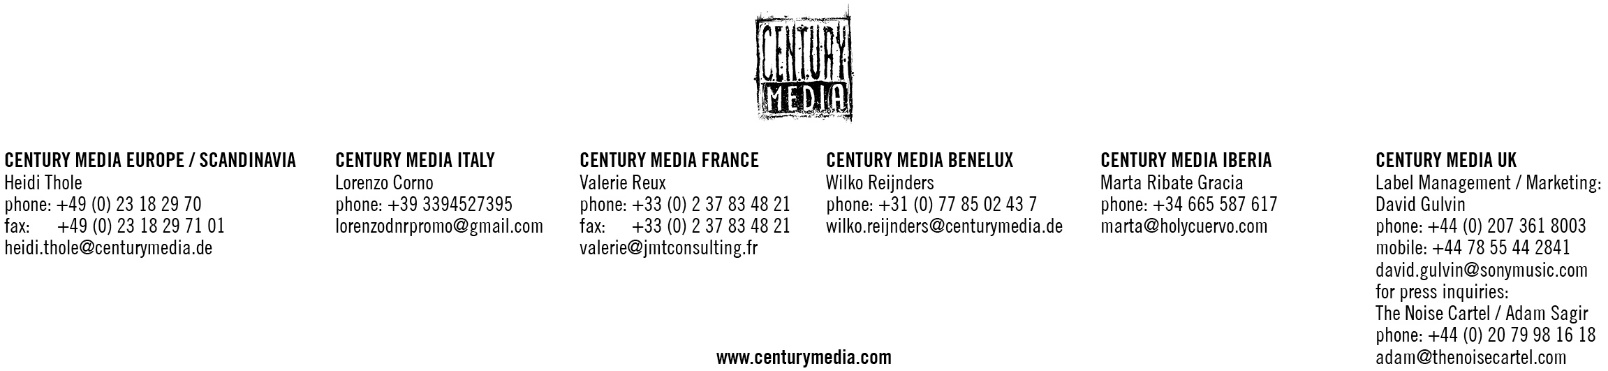 CENTURY
MEDIA
CENTURY MEDIA EUROPE / SCANDINAVIA
Heidi Thole
phone: +49 (0) 23 18 29 70
fax: +49 (0) 23 18 29 71 01
heidi.thole@centurymedia.de
CENTURY MEDIA ITALY
Lorenzo Corno
phone: +39 3394527395
lorenzodnrpromo@gmail.com
CENTURY MEDIA FRANCE
Valerie Reux
phone: +33 (0) 2 37 83 48 21
fax: +33 (0) 2 37 83 48 21
valerie@jmtconsulting.fr
CENTURY MEDIA BENELUX
Wilko Reijnders
phone: +31 (0) 77 85 02 43 7
wilko.reijnders@centurymedia.de
CENTURY MEDIA IBERIA
Marta Ribate Gracia
phone: +34 665 587 617
marta@holycuervo.com
CENTURY MEDIA UK
Label Management / Marketing:
David Gulvin
phone: +44 (0) 207 361 8003
mobile: +44 78 55 44 2841
david.gulvin@sonymusic.com
for press inquiries:
The Noise Cartel / Adam Sagir
phone: +44 (0) 20 79 98 16 18
adam@thenoisecartel.com
www.centurymedia.com